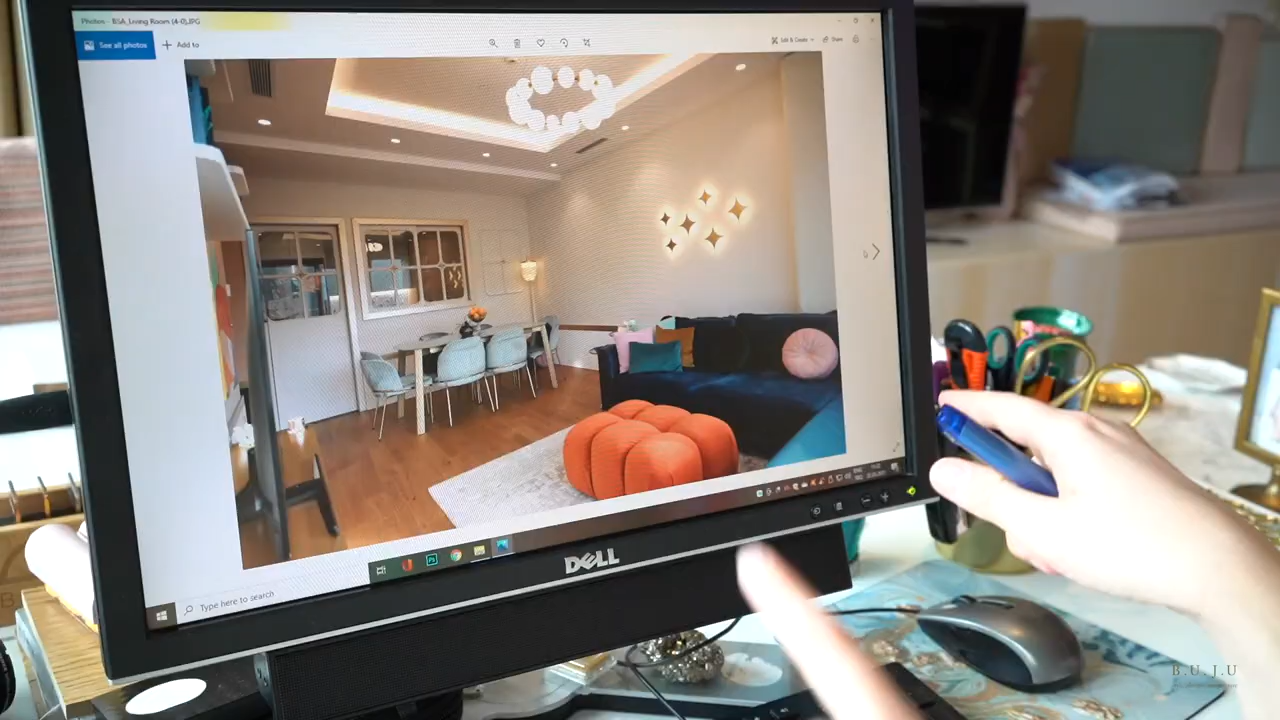 Photos - BSA_Living Room (4-0).JPG
See all photos
Add to
Edit & Create
Share
Type here to search
DELL
B.U.J.U